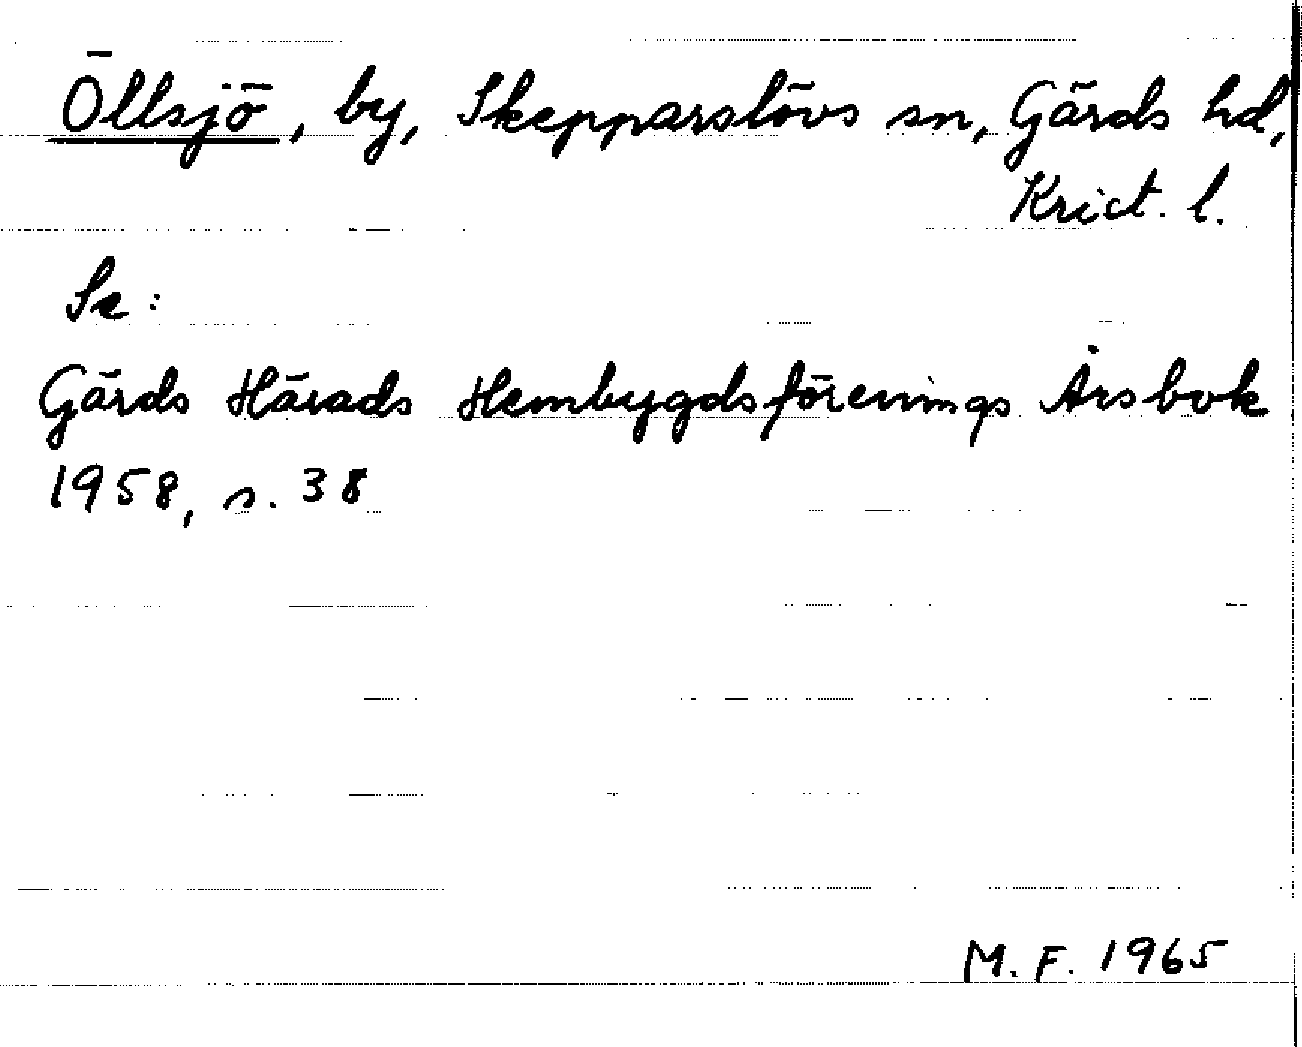 Öllsjö, by, Skepparslövs sn, Gärds hd,
Krist. l.
Se:
Gärds Härads Hembygdsförenings Årsbok
1958, s. 38
M. F. 1965